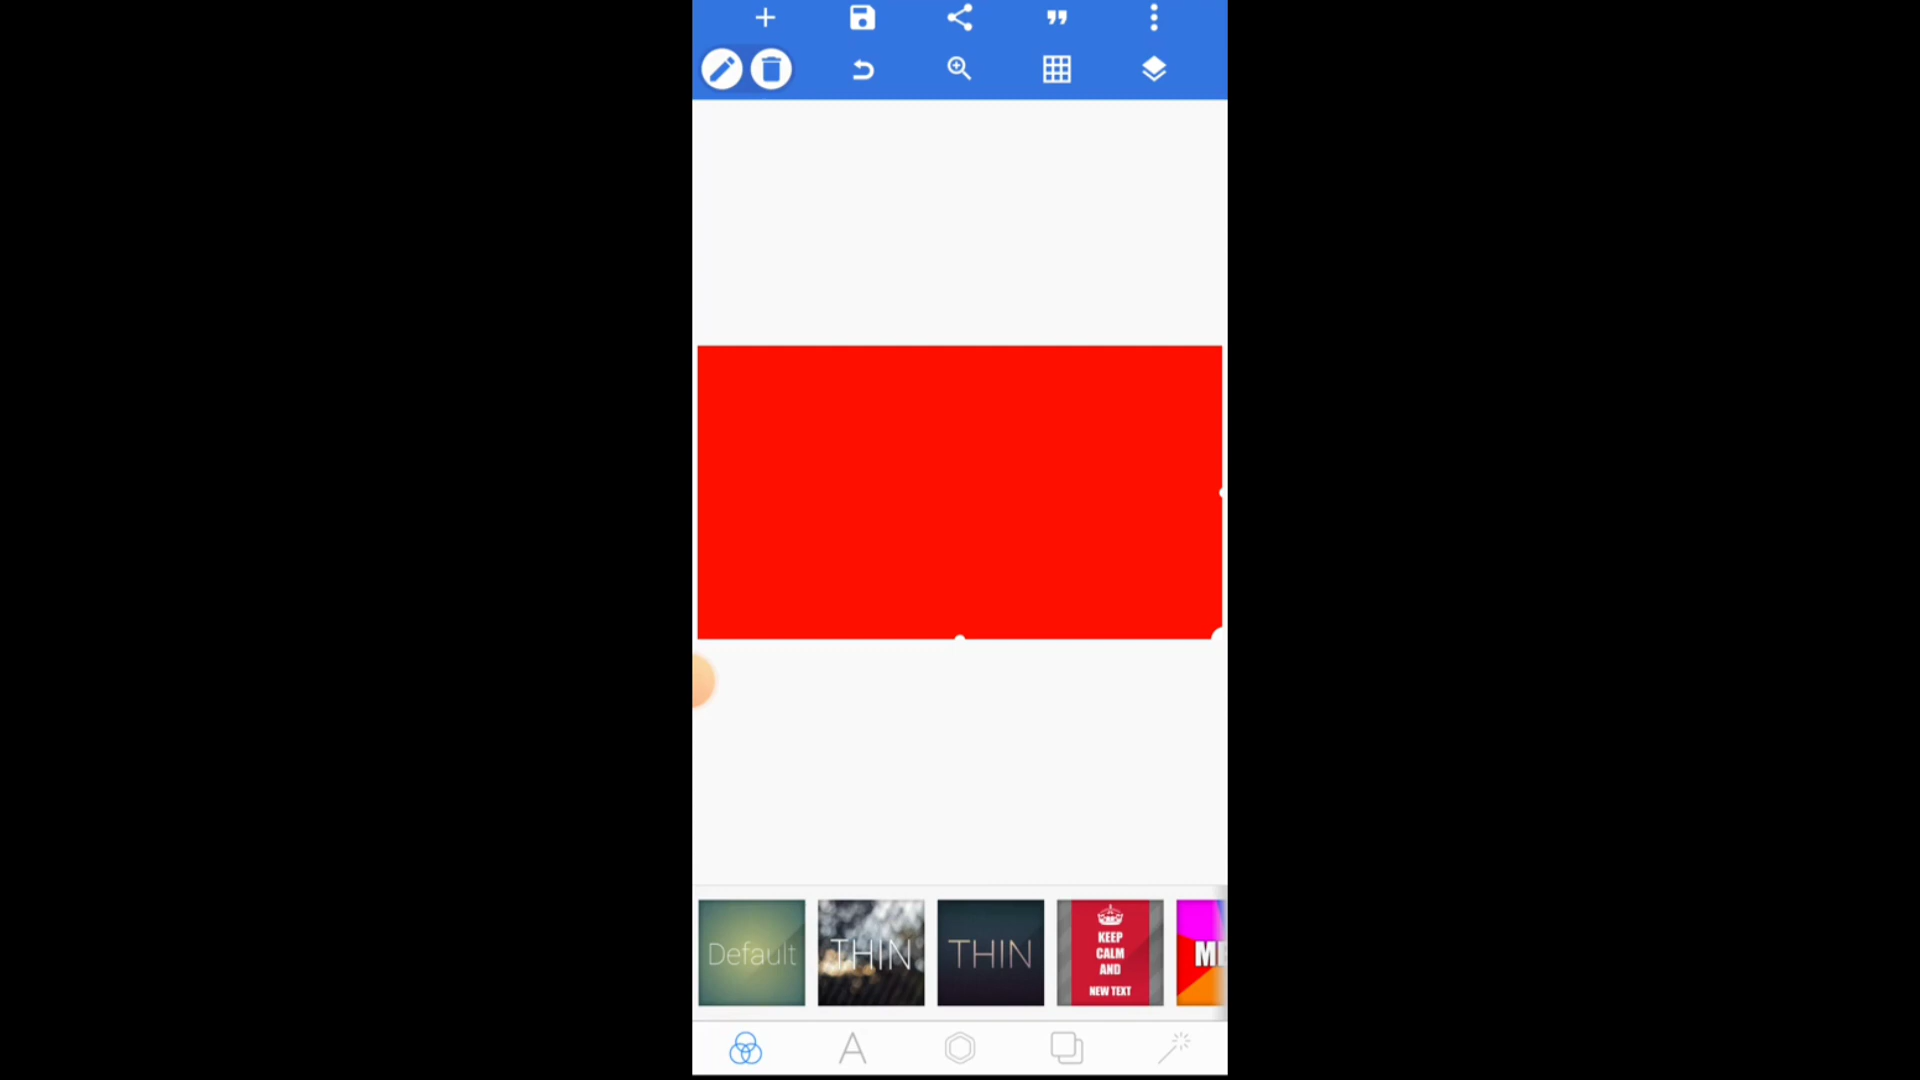 Default
THIN
THIN
KEEP
CALM
AND
NEW TEXT